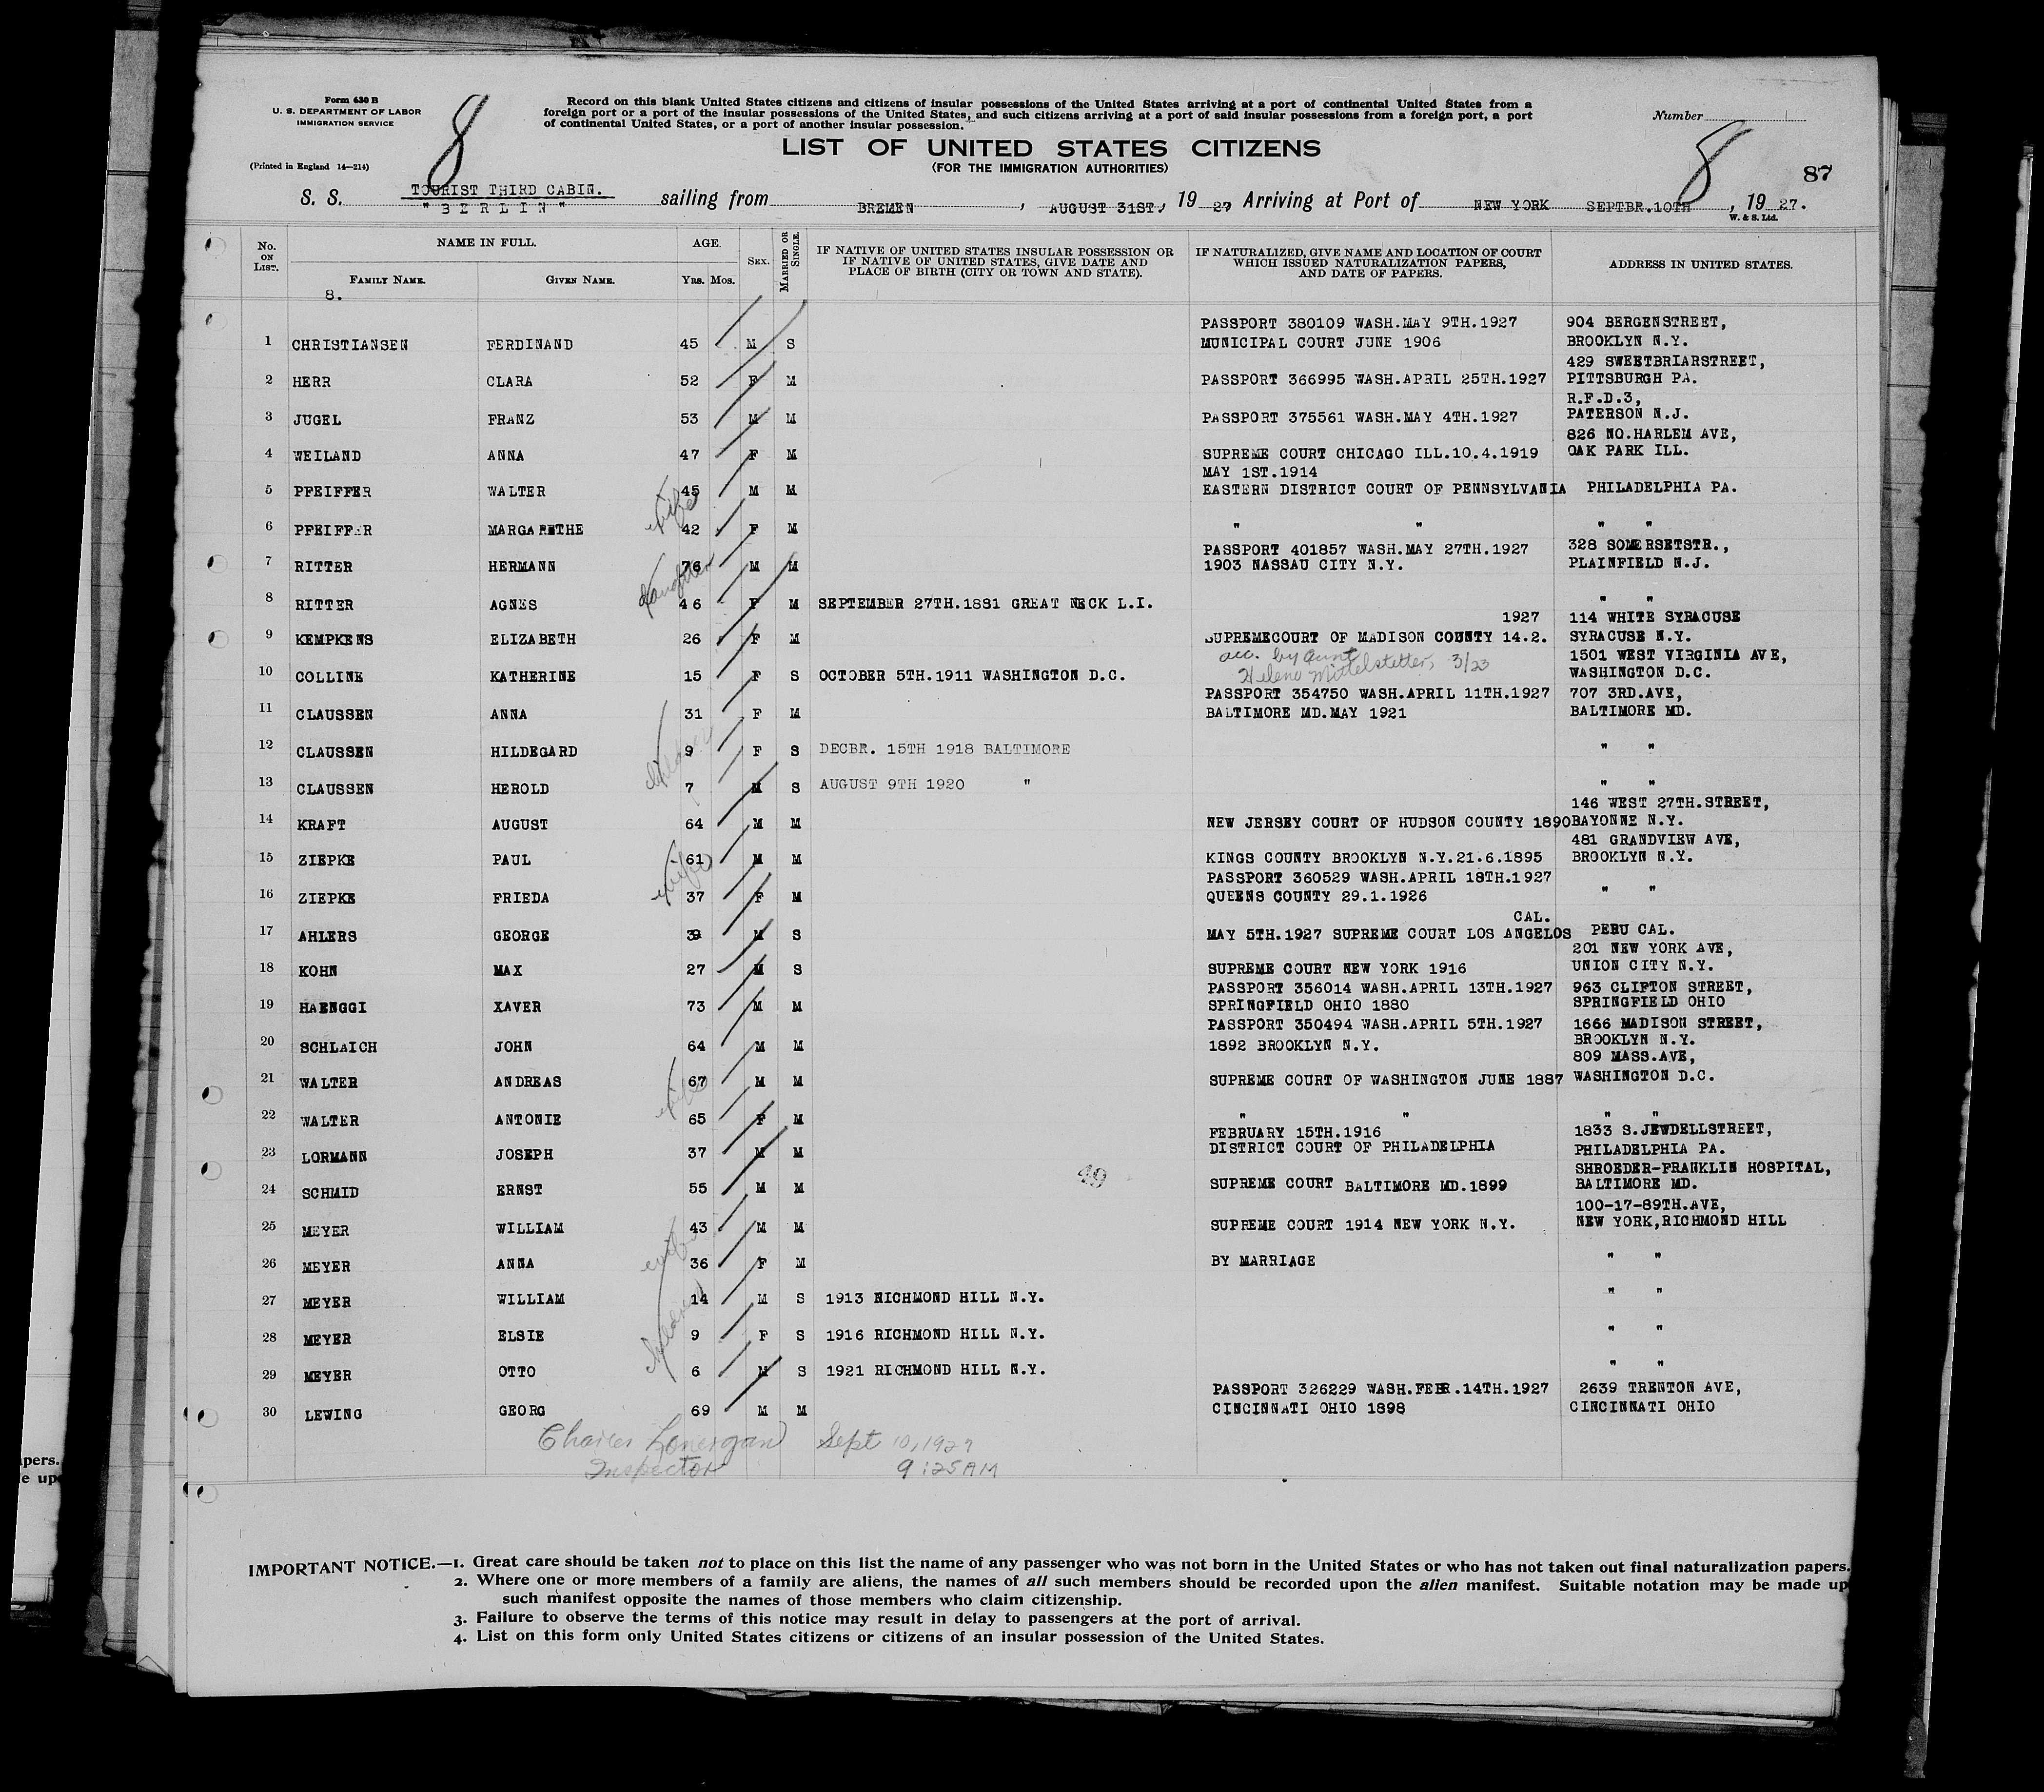 Form 630 B
U. S. DEPARTMENT OF LABOR
IMMIGRATION SERVICE
(Printed in England 14—214)
8
Record on this blank United States citizens and citizens of insular possessions of the United States arriving at a port of continental United States from a
foreign port or a port of the insular possessions of the United States, and such citizens arriving at a port of said insular possessions from a foreign port, a port
of continental United States, or a port of another insular possession.
Number
LIST OF UNITED STATES CITIZENS
(FOR THE IMMIGRATION AUTHORITIES)
8
87
TOURIST THIRD CABIN.
S. S. "BERLIN" sailing from BREMEN, AUGUST 31ST, 1927 Arriving at Port of NEW YORK SEPTBR.10TH, 1927.
W. & S. Ltd.
No. ON LIST. NAME IN FULL. AGE. SEX. MARRIED OR SINGLE. IF NATIVE OF UNITED STATES INSULAR POSSESSION OR IF NATIVE OF UNITED STATES, GIVE DATE AND PLACE OF BIRTH (CITY OR TOWN AND STATE). IF NATURALIZED, GIVE NAME AND LOCATION OF COURT WHICH ISSUED NATURALIZATION PAPERS, AND DATE OF PAPERS. ADDRESS IN UNITED STATES.
FAMILY NAME. GIVEN NAME. Yrs. Mos.
8.
PASSPORT 380109 WASH.MAY 9TH.1927 904 BERGENSTREET,
1 CHRISTIANSEN FERDINAND 45 M S MUNICIPAL COURT JUNE 1906 BROOKLYN N.Y.
429 SWEETBRIARSTREET,
2 HERR CLARA 52 F M PASSPORT 366995 WASH.APRIL 25TH.1927 PITTSBURGH PA.
R.F.D.3,
3 JUGEL FRANZ 53 M M PASSPORT 375561 WASH.MAY 4TH.1927 PATERSON N.J.
826 NO.HARLEM AVE,
4 WEILAND ANNA 47 F M SUPREME COURT CHICAGO ILL.10.4.1919 OAK PARK ILL.
MAY 1ST.1914
5 PFEIFFER WALTER 45 M M EASTERN DISTRICT COURT OF PENNSYLVANIA PHILADELPHIA PA.
wife
6 PFEIFFER MARGARETHE 42 F M " " " "
PASSPORT 401857 WASH.MAY 27TH.1927 328 SOMERSETSTR.,
7 RITTER HERMANN 76 M M 1903 NASSAU CITY N.Y. PLAINFIELD N.J.
daughter
8 RITTER AGNES 46 F M SEPTEMBER 27TH.1881 GREAT NECK L.I. " "
1927 114 WHITE SYRACUSE
9 KEMPKENS ELIZABETH 26 F M SUPREMECOURT OF MADISON COUNTY 14.2. SYRACUSE N.Y.
acc. by aunt 1501 WEST VIRGINIA AVE,
Helene Mittelstetter, 3/23
10 COLLINE KATHERINE 15 F S OCTOBER 5TH.1911 WASHINGTON D.C. WASHINGTON D.C.
PASSPORT 354750 WASH.APRIL 11TH.1927 707 3RD.AVE,
11 CLAUSSEN ANNA 31 F M BALTIMORE MD.MAY 1921 BALTIMORE MD.
children
12 CLAUSSEN HILDEGARD 9 F S DECBR. 15TH 1918 BALTIMORE " "
13 CLAUSSEN HEROLD 7 M S AUGUST 9TH 1920 " " "
146 WEST 27TH.STREET,
14 KRAFT AUGUST 64 M M NEW JERSEY COURT OF HUDSON COUNTY 1890 BAYONNE N.Y.
481 GRANDVIEW AVE,
15 ZIEPKE PAUL 61 M M KINGS COUNTY BROOKLYN N.Y.21.6.1895 BROOKLYN N.Y.
wife
PASSPORT 360529 WASH.APRIL 18TH.1927
16 ZIEPKE FRIEDA 37 F M QUEENS COUNTY 29.1.1926 " "
CAL.
17 AHLERS GEORGE M S MAY 5TH.1927 SUPREME COURT LOS ANGELOS PERU CAL.
201 NEW YORK AVE,
18 KOHN MAX 27 M S SUPREME COURT NEW YORK 1916 UNION CITY N.Y.
PASSPORT 356014 WASH.APRIL 13TH.1927 963 CLIFTON STREET,
19 HAENGGI XAVER 73 M M SPRINGFIELD OHIO 1880 SPRINGFIELD OHIO
PASSPORT 350494 WASH.APRIL 5TH.1927 1666 MADISON STREET,
20 SCHLAICH JOHN 64 M M 1892 BROOKLYN N.Y. BROOKLYN N.Y.
809 MASS.AVE,
21 WALTER ANDREAS 67 M M SUPREME COURT OF WASHINGTON JUNE 1887 WASHINGTON D.C.
wife
22 WALTER ANTONIE 65 F M " " " "
FEBRUARY 15TH.1916 1833 S.JEWDELLSTREET,
23 LORMANN JOSEPH 37 M M DISTRICT COURT OF PHILADELPHIA PHILADELPHIA PA.
49
SHROEDER-FRANKLIN HOSPITAL,
24 SCHMID ERNST 55 M M SUPREME COURT BALTIMORE MD.1899 BALTIMORE MD.
100-17-89TH.AVE,
25 MEYER WILLIAM 43 M M SUPREME COURT 1914 NEW YORK N.Y. NEW YORK,RICHMOND HILL
wife
26 MEYER ANNA 36 F M BY MARRIAGE " "
children
27 MEYER WILLIAM 14 M S 1913 RICHMOND HILL N.Y. " "
28 MEYER ELSIE 9 F S 1916 RICHMOND HILL N.Y. " "
29 MEYER OTTO 6 M S 1921 RICHMOND HILL N.Y. " "
PASSPORT 326229 WASH.FEBR.14TH.1927 2639 TRENTON AVE,
30 LEWING GEORG 69 M M CINCINNATI OHIO 1898 CINCINNATI OHIO
Charles Lonergan Sept 10, 1927
Inspector 9:25 AM
IMPORTANT NOTICE.—1. Great care should be taken not to place on this list the name of any passenger who was not born in the United States or who has not taken out final naturalization papers.
2. Where one or more members of a family are aliens, the names of all such members should be recorded upon the alien manifest. Suitable notation may be made up
such manifest opposite the names of those members who claim citizenship.
3. Failure to observe the terms of this notice may result in delay to passengers at the port of arrival.
4. List on this form only United States citizens or citizens of an insular possession of the United States.
apers.
e up